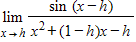 lim x→h sin (x−h) / x²+(1−h)x−h